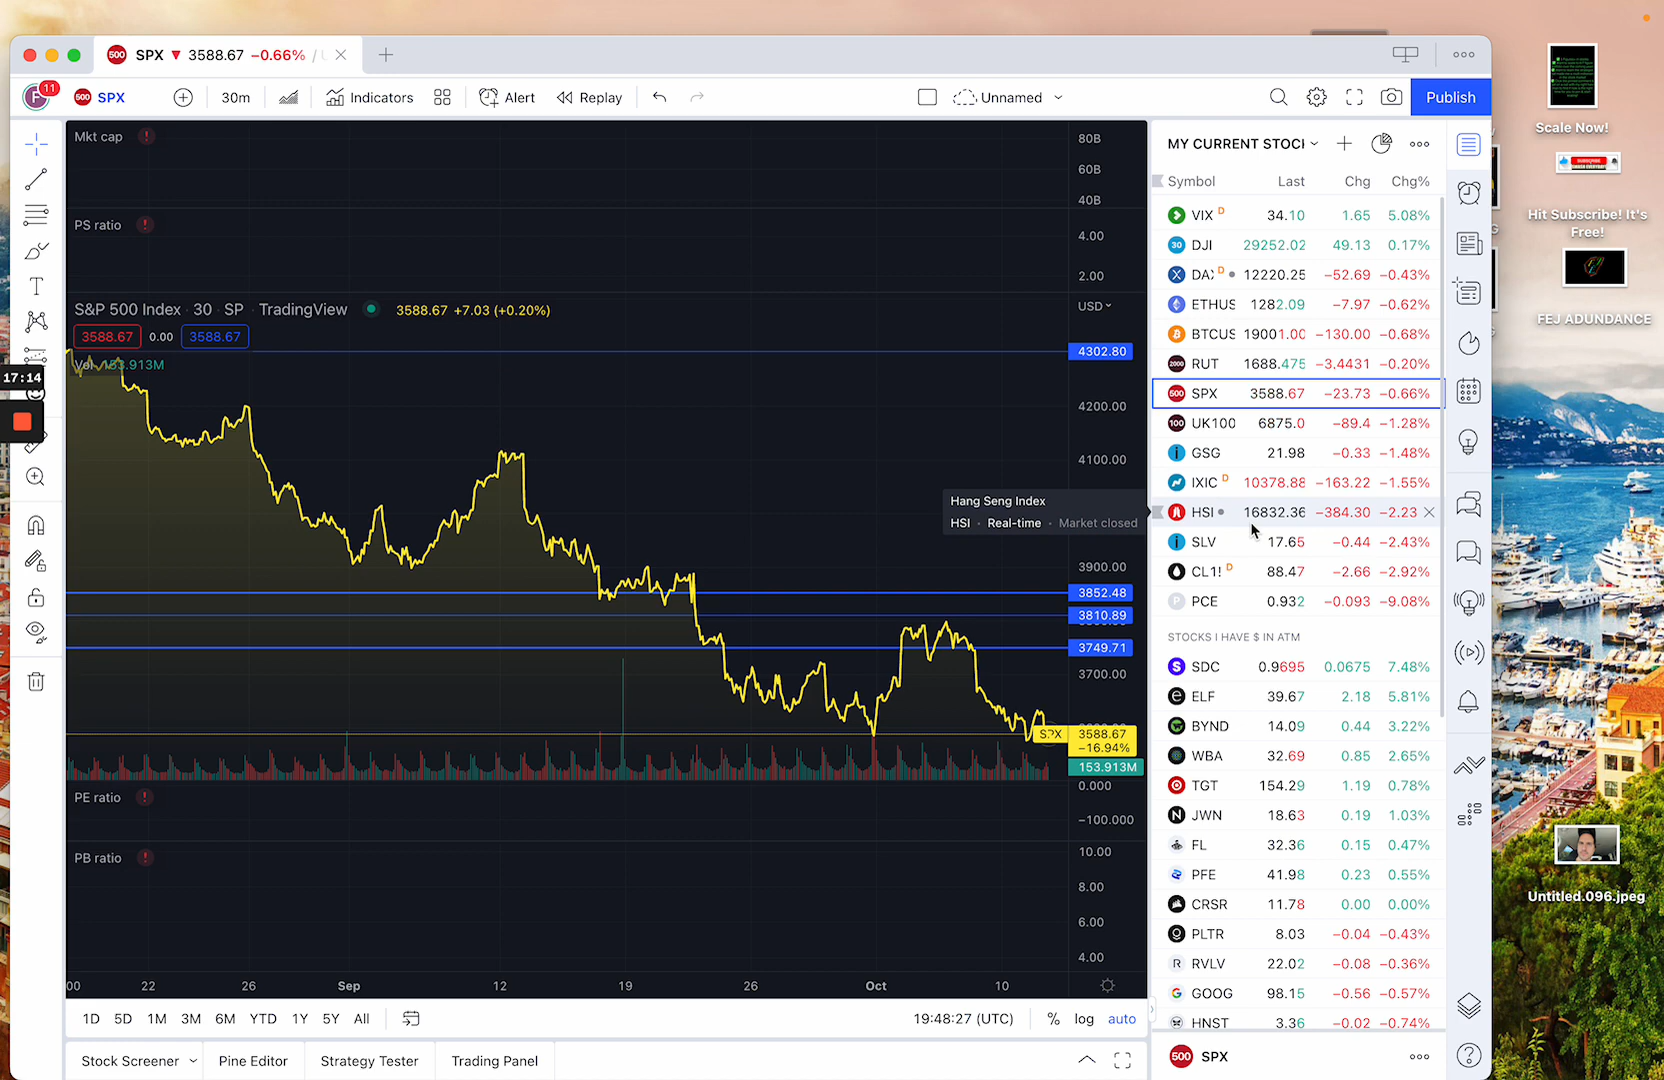 500 SPX ▼ 3588.67 −0.66% /
11 F 500 SPX 30m Indicators Alert Replay Unnamed Publish
Mkt cap ! 80B
60B
40B
PS ratio ! 4.00
2.00
S&P 500 Index · 30 · SP · TradingView 3588.67 +7.03 (+0.20%) USD
3588.67 0.00 3588.67
Vol 153.913M
4302.80
4200.00
4100.00
3900.00
3852.48
3810.89
3749.71
3700.00
SPX 3588.67
−16.94%
153.913M
PE ratio ! 0.000
−100.000
PB ratio ! 10.00
8.00
6.00
4.00
00 22 26 Sep 12 19 26 Oct 10
1D 5D 1M 3M 6M YTD 1Y 5Y All 19:48:27 (UTC) % log auto
Stock Screener Pine Editor Strategy Tester Trading Panel
17:14
T
Hang Seng Index
HSI · Real-time · Market closed
MY CURRENT STOCK
Symbol Last Chg Chg%
VIX D 34.10 1.65 5.08%
30 DJI 29252.02 49.13 0.17%
DAX D 12220.25 −52.69 −0.43%
ETHUS 1282.09 −7.97 −0.62%
BTCUS 19001.00 −130.00 −0.68%
2000 RUT 1688.475 −3.4431 −0.20%
500 SPX 3588.67 −23.73 −0.66%
100 UK100 6875.0 −89.4 −1.28%
GSG 21.98 −0.33 −1.48%
IXIC D 10378.88 −163.22 −1.55%
HSI 16832.36 −384.30 −2.23
SLV 17.65 −0.44 −2.43%
CL1! D 88.47 −2.66 −2.92%
P PCE 0.932 −0.093 −9.08%
STOCKS I HAVE $ IN ATM
SDC 0.9695 0.0675 7.48%
ELF 39.67 2.18 5.81%
BYND 14.09 0.44 3.22%
WBA 32.69 0.85 2.65%
TGT 154.29 1.19 0.78%
JWN 18.63 0.19 1.03%
FL 32.36 0.15 0.47%
PFE 41.98 0.23 0.55%
CRSR 11.78 0.00 0.00%
PLTR 8.03 −0.04 −0.43%
R RVLV 22.02 −0.08 −0.36%
GOOG 98.15 −0.56 −0.57%
HNST 3.36 −0.02 −0.74%
500 SPX
Scale Now!
Hit Subscribe! It's
Free!
FEJ ADUNDANCE
Untitled.096.jpeg